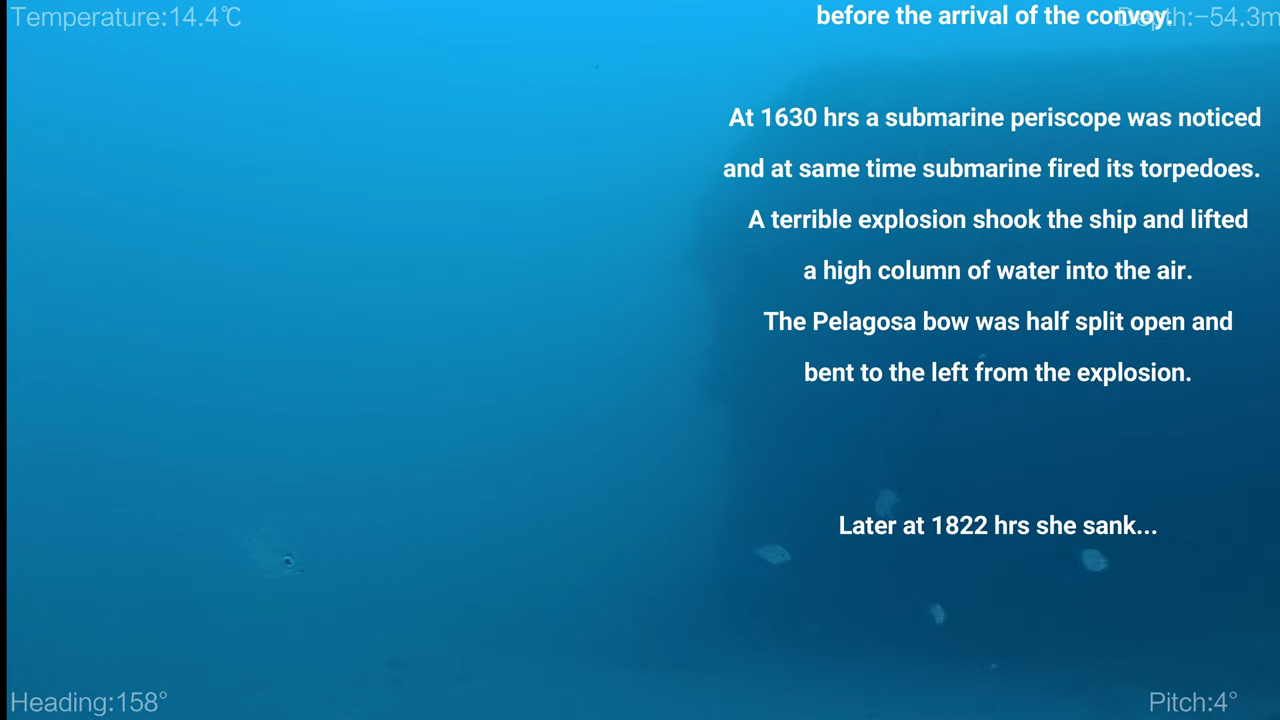 Temperature:14.4℃
before the arrival of the convoy.
Depth:-54.3m
At 1630 hrs a submarine periscope was noticed
and at same time submarine fired its torpedoes.
A terrible explosion shook the ship and lifted
a high column of water into the air.
The Pelagosa bow was half split open and
bent to the left from the explosion.
Later at 1822 hrs she sank...
Heading:158°
Pitch:4°